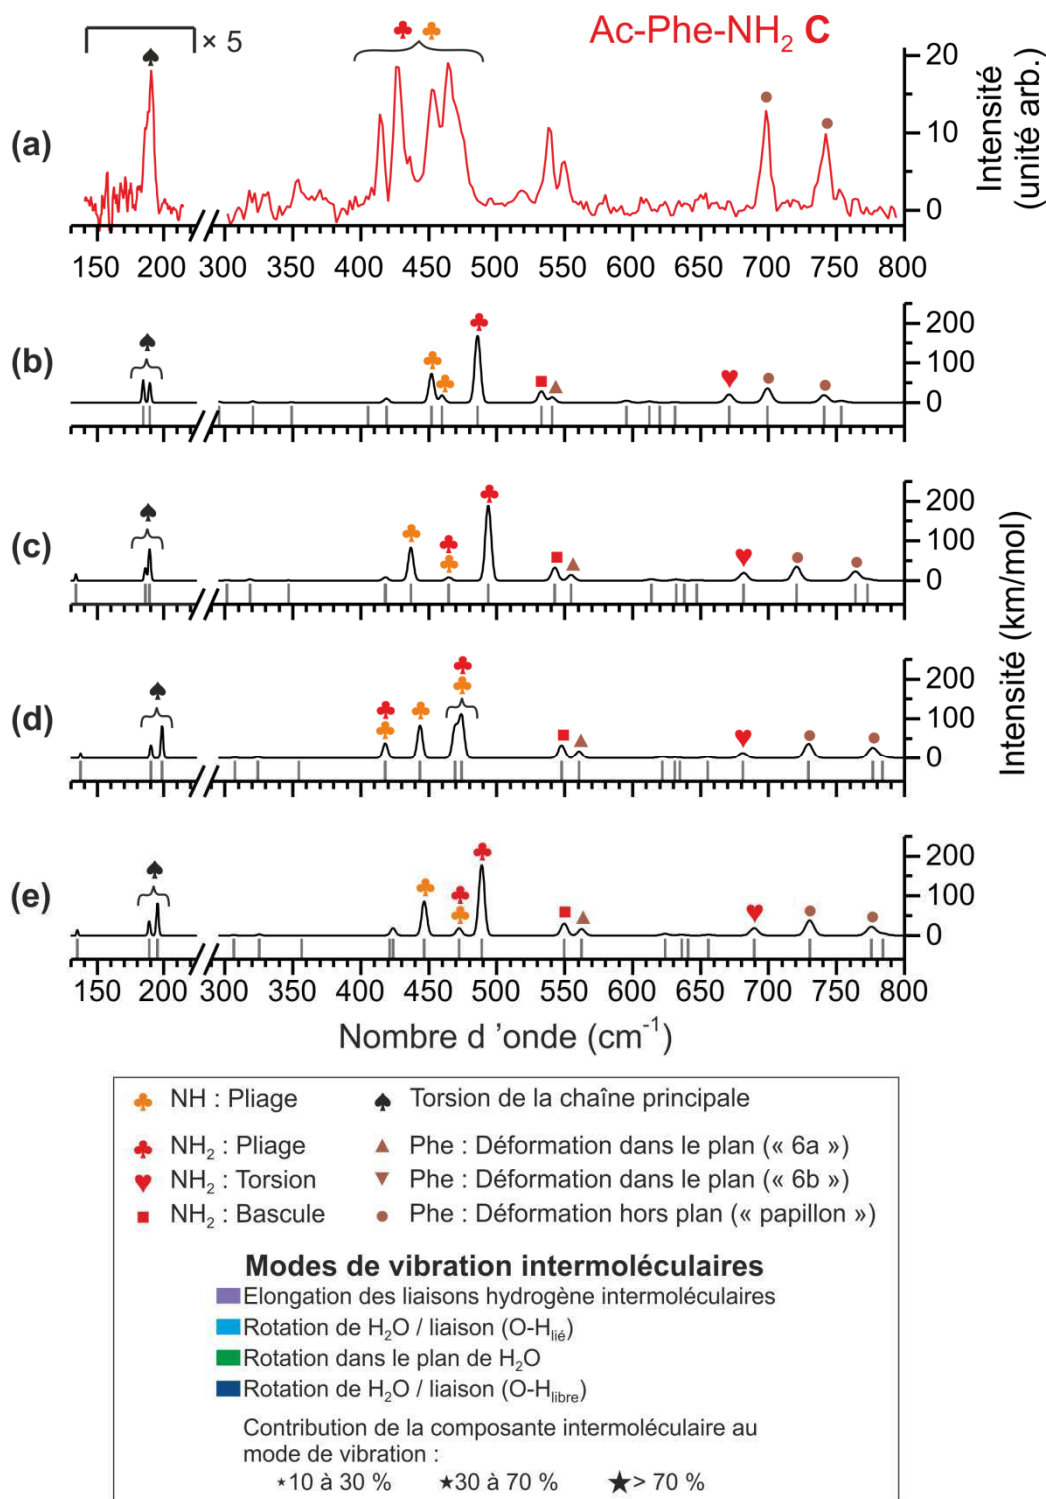 Ac-Phe-NH₂ C
× 5
(a)
20
10
0
Intensité
(unité arb.)
150 200 300 350 400 450 500 550 600 650 700 750 800
(b)
200
100
0
(c)
200
100
0
(d)
200
100
0
(e)
200
100
0
Intensité (km/mol)
150 200 300 350 400 450 500 550 600 650 700 750 800
Nombre d 'onde (cm⁻¹)
♣ NH : Pliage
♠ Torsion de la chaîne principale
♣ NH₂ : Pliage
▲ Phe : Déformation dans le plan (« 6a »)
♥ NH₂ : Torsion
▼ Phe : Déformation dans le plan (« 6b »)
■ NH₂ : Bascule
● Phe : Déformation hors plan (« papillon »)
Modes de vibration intermoléculaires
Elongation des liaisons hydrogène intermoléculaires
Rotation de H₂O / liaison (O-Hlié)
Rotation dans le plan de H₂O
Rotation de H₂O / liaison (O-Hlibre)
Contribution de la composante intermoléculaire au
mode de vibration :
★10 à 30 % ★30 à 70 % ★> 70 %